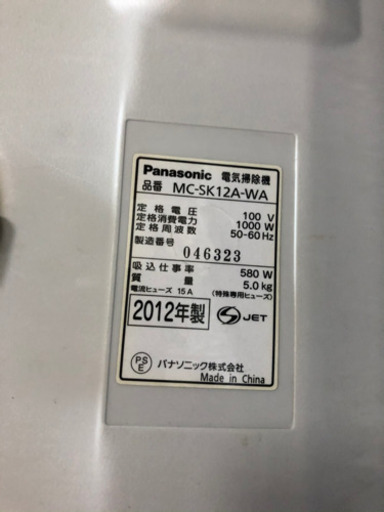 Panasonic 電気掃除機
品番 MC-SK12A-WA
定格電圧 100 V
定格消費電力 1000 W
定格周波数 50-60 Hz
製造番号 046323
吸込仕事率 580 W
質量 5.0 kg
電流ヒューズ 15A (特殊専用ヒューズ)
2012年製 S JET
PSE パナソニック株式会社
Made in China